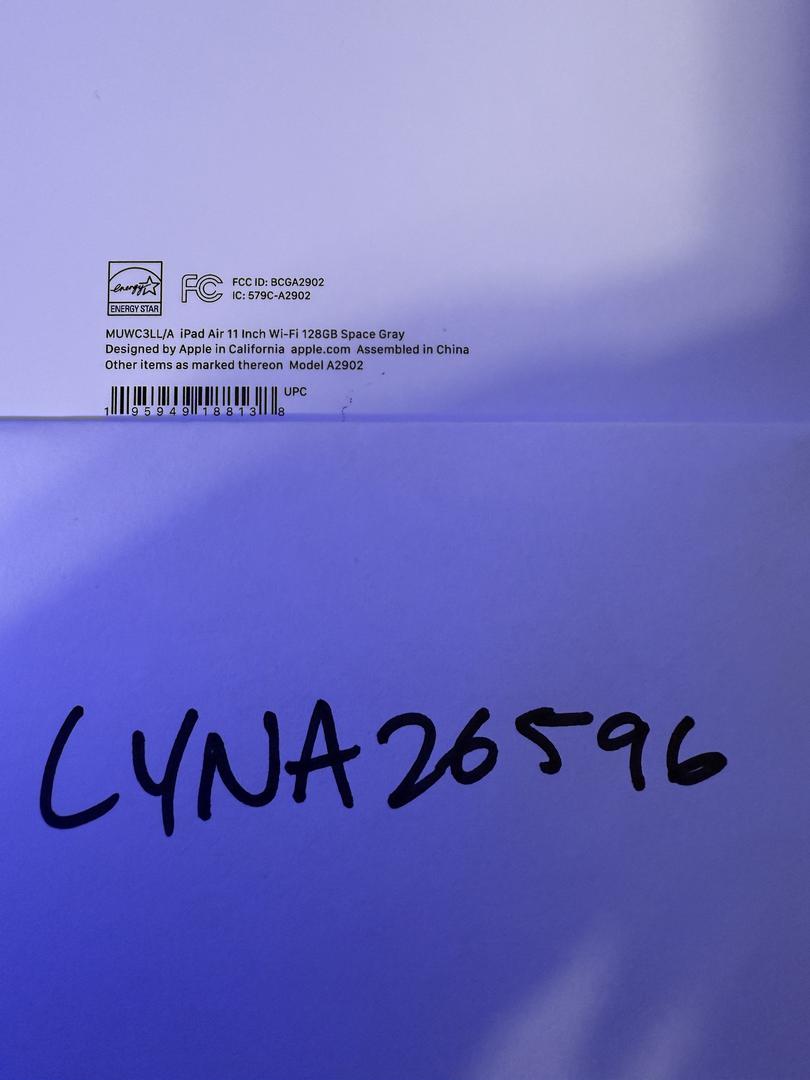 energy
ENERGY STAR
FC
FCC ID: BCGA2902
IC: 579C-A2902
MUWC3LL/A iPad Air 11 Inch Wi-Fi 128GB Space Gray
Designed by Apple in California apple.com Assembled in China
Other items as marked thereon Model A2902
UPC
1 95949 18813 8
LYNA26596